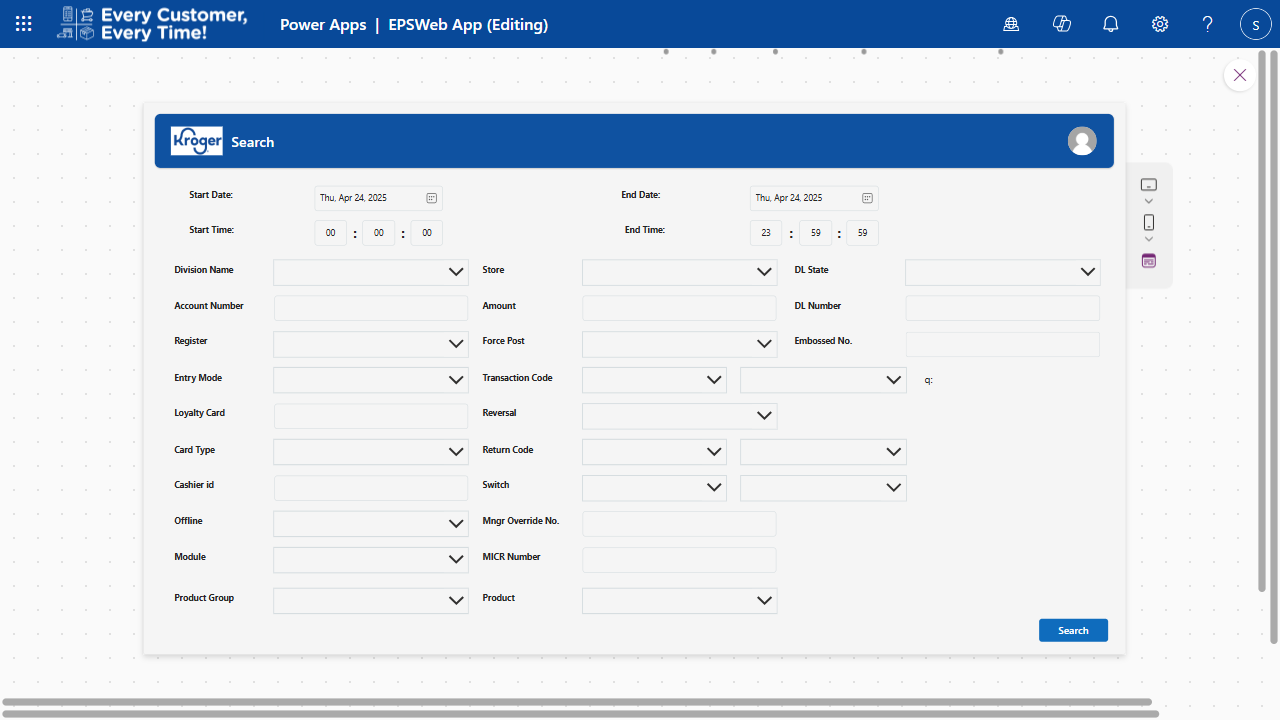 Every Customer,
Every Time!
Power Apps | EPSWeb App (Editing)
S
Kroger
Search
Start Date:
Thu, Apr 24, 2025
End Date:
Thu, Apr 24, 2025
Start Time:
00 : 00 : 00
End Time:
23 : 59 : 59
Division Name
Store
DL State
Account Number
Amount
DL Number
Register
Force Post
Embossed No.
Entry Mode
Transaction Code
q:
Loyalty Card
Reversal
Card Type
Return Code
Cashier id
Switch
Offline
Mngr Override No.
Module
MICR Number
Product Group
Product
Search